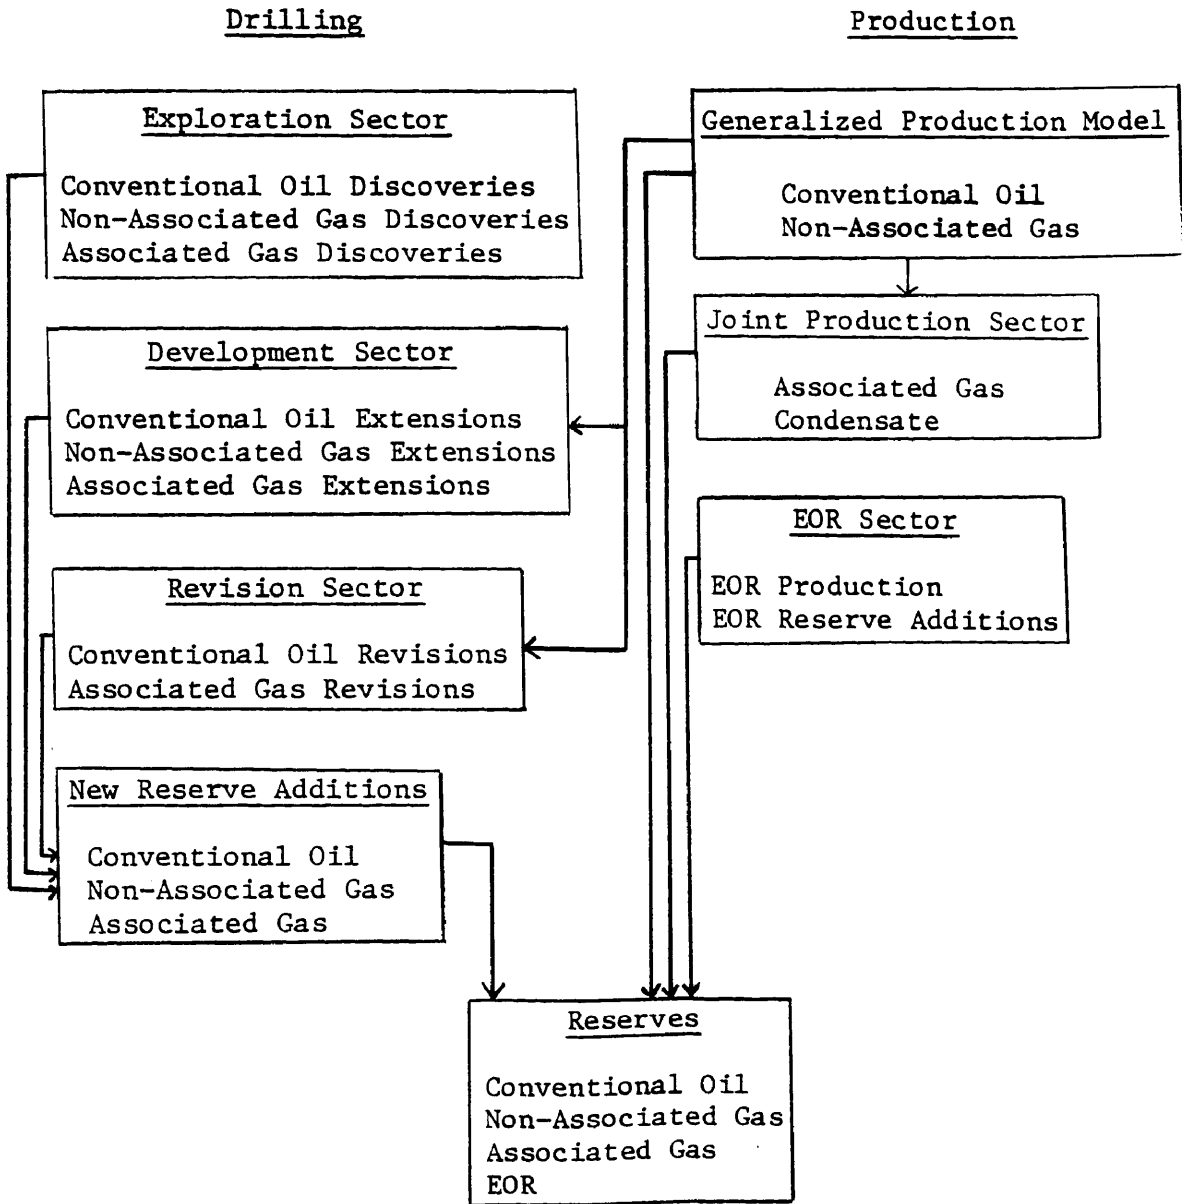 Drilling
Production
Exploration Sector
Conventional Oil Discoveries
Non-Associated Gas Discoveries
Associated Gas Discoveries
Generalized Production Model
Conventional Oil
Non-Associated Gas
Joint Production Sector
Associated Gas
Condensate
Development Sector
Conventional Oil Extensions
Non-Associated Gas Extensions
Associated Gas Extensions
EOR Sector
EOR Production
EOR Reserve Additions
Revision Sector
Conventional Oil Revisions
Associated Gas Revisions
New Reserve Additions
Conventional Oil
Non-Associated Gas
Associated Gas
Reserves
Conventional Oil
Non-Associated Gas
Associated Gas
EOR